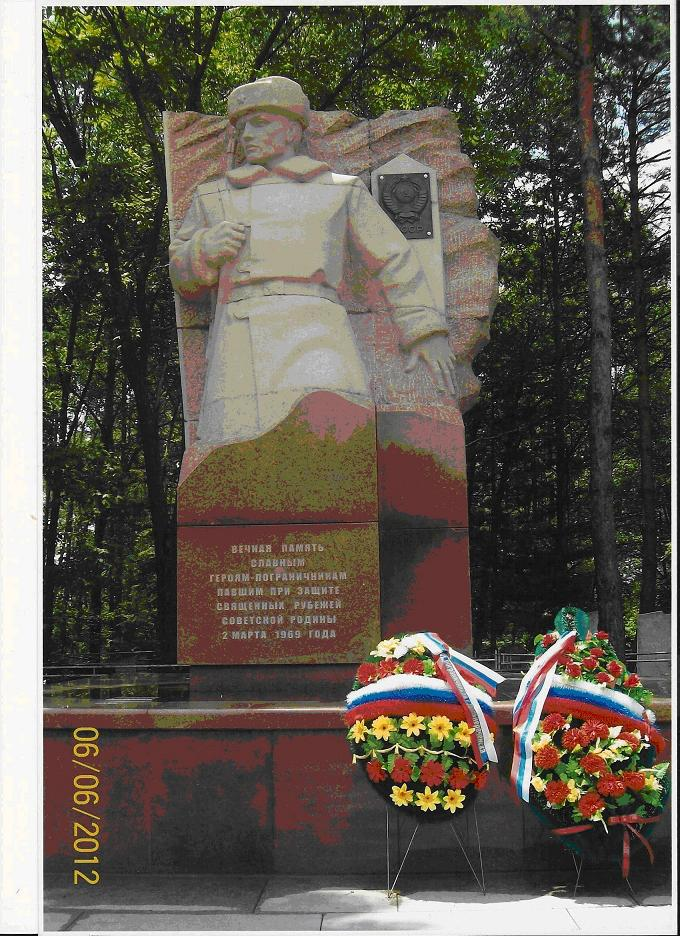 СССР
ВЕЧНАЯ ПАМЯТЬ
СЛАВНЫМ
ГЕРОЯМ-ПОГРАНИЧНИКАМ
ПАВШИМ ПРИ ЗАЩИТЕ
СВЯЩЕННЫХ РУБЕЖЕЙ
СОВЕТСКОЙ РОДИНЫ
2 МАРТА 1969 ГОДА
06/06/2012